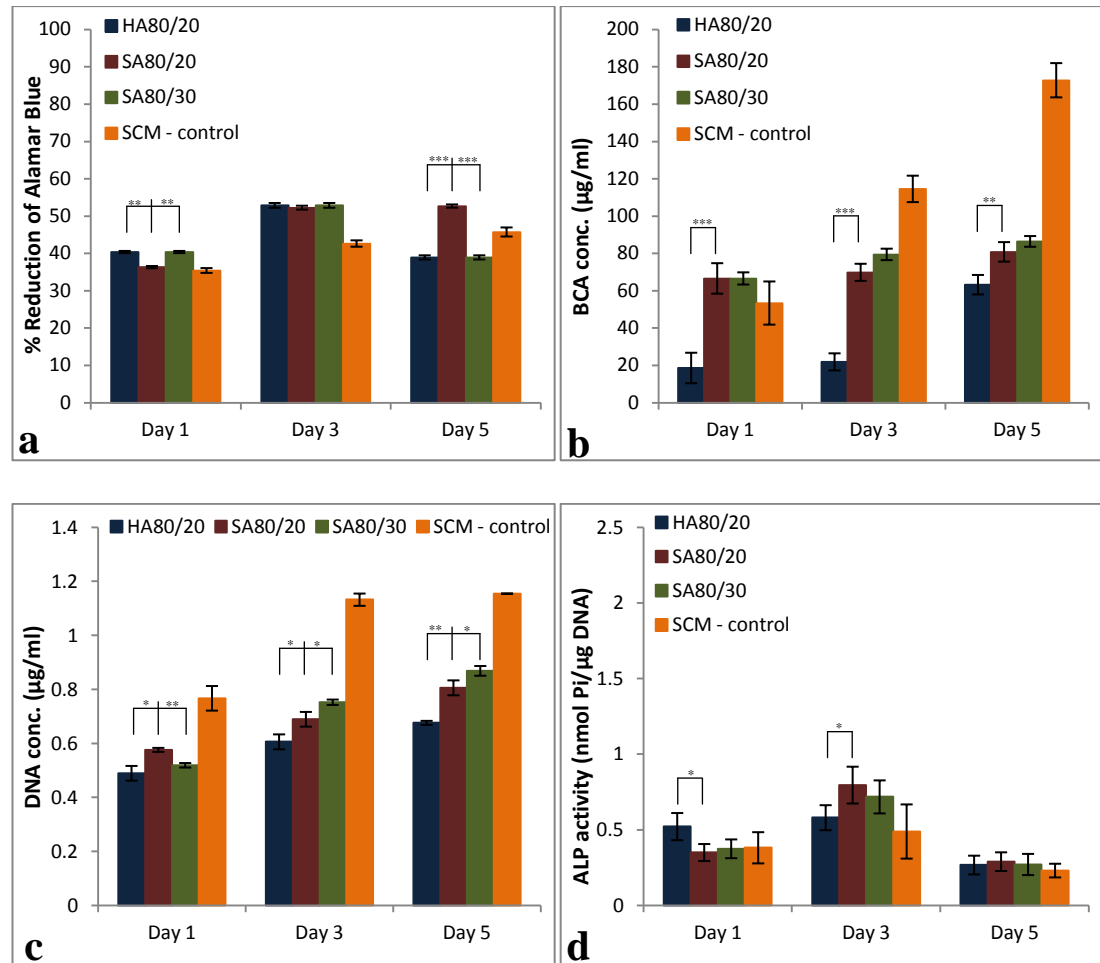 % Reduction of Alamar Blue
100
90
80
70
60
50
40
30
20
10
0
HA80/20
SA80/20
SA80/30
SCM - control
** **
*** ***
Day 1 Day 3 Day 5
a
BCA conc. (µg/ml)
200
180
160
140
120
100
80
60
40
20
0
HA80/20
SA80/20
SA80/30
SCM - control
***
***
**
Day 1 Day 3 Day 5
b
DNA conc. (µg/ml)
1.4
1.2
1
0.8
0.6
0.4
0.2
0
HA80/20 SA80/20 SA80/30 SCM - control
* **
* *
** *
Day 1 Day 3 Day 5
c
ALP activity (nmol Pi/µg DNA)
2.5
2
1.5
1
0.5
0
HA80/20
SA80/20
SA80/30
SCM - control
*
*
Day 1 Day 3 Day 5
d